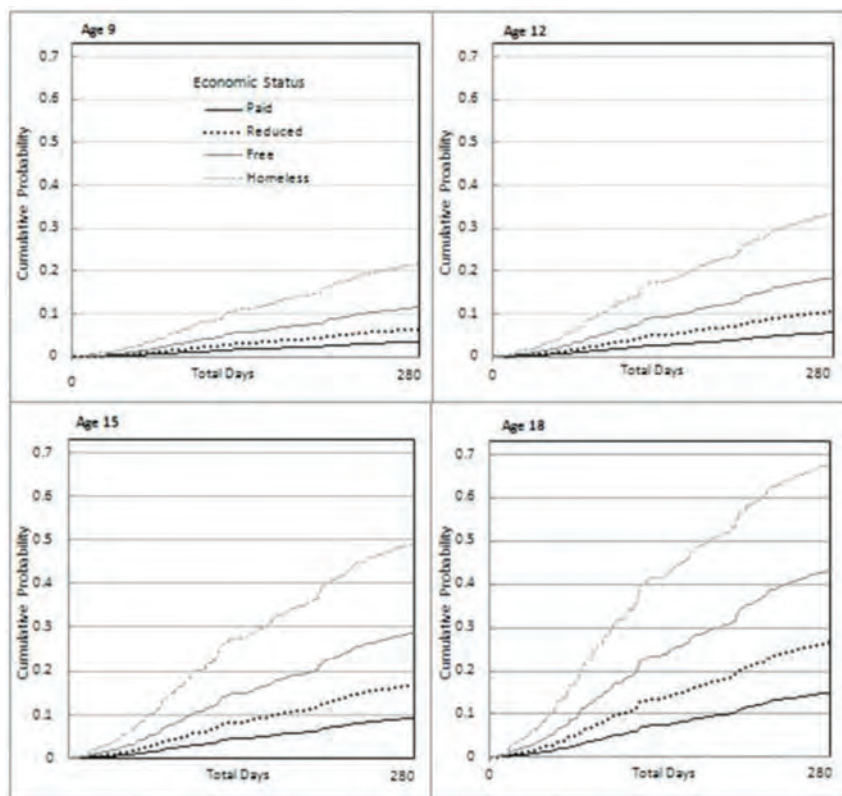 Age 9
0.7
0.6
0.5
0.4
0.3
0.2
0.1
0
Cumulative Probability
Economic Status
Paid
Reduced
Free
Homeless
0
Total Days
280
Age 12
0.7
0.6
0.5
0.4
0.3
0.2
0.1
0
Cumulative Probability
0
Total Days
280
Age 15
0.7
0.6
0.5
0.4
0.3
0.2
0.1
0
Cumulative Probability
Total Days
280
Age 18
0.7
0.6
0.5
0.4
0.3
0.2
0.1
0
Cumulative Probability
0
Total Days
280